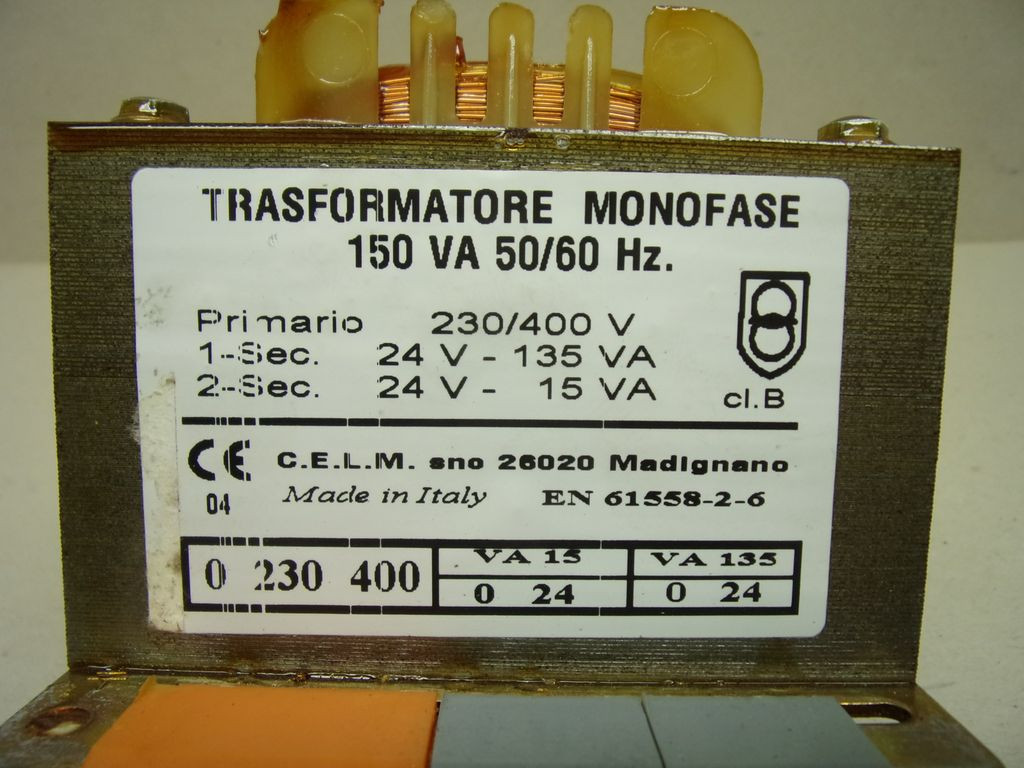 TRASFORMATORE MONOFASE
150 VA 50/60 Hz.
Primario 230/400 V
1-Sec. 24 V - 135 VA
2-Sec. 24 V - 15 VA
cl.B
CE C.E.L.M. snc 26020 Madignano
04 Made in Italy EN 61558-2-6
VA 15 VA 135
0 230 400 0 24 0 24